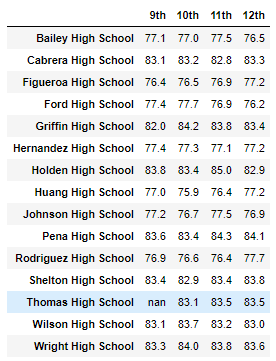 9th 10th 11th 12th
Bailey High School 77.1 77.0 77.5 76.5
Cabrera High School 83.1 83.2 82.8 83.3
Figueroa High School 76.4 76.5 76.9 77.2
Ford High School 77.4 77.7 76.9 76.2
Griffin High School 82.0 84.2 83.8 83.4
Hernandez High School 77.4 77.3 77.1 77.2
Holden High School 83.8 83.4 85.0 82.9
Huang High School 77.0 75.9 76.4 77.2
Johnson High School 77.2 76.7 77.5 76.9
Pena High School 83.6 83.4 84.3 84.1
Rodriguez High School 76.9 76.6 76.4 77.7
Shelton High School 83.4 82.9 83.4 83.8
Thomas High School nan 83.1 83.5 83.5
Wilson High School 83.1 83.7 83.2 83.0
Wright High School 83.3 84.0 83.8 83.6